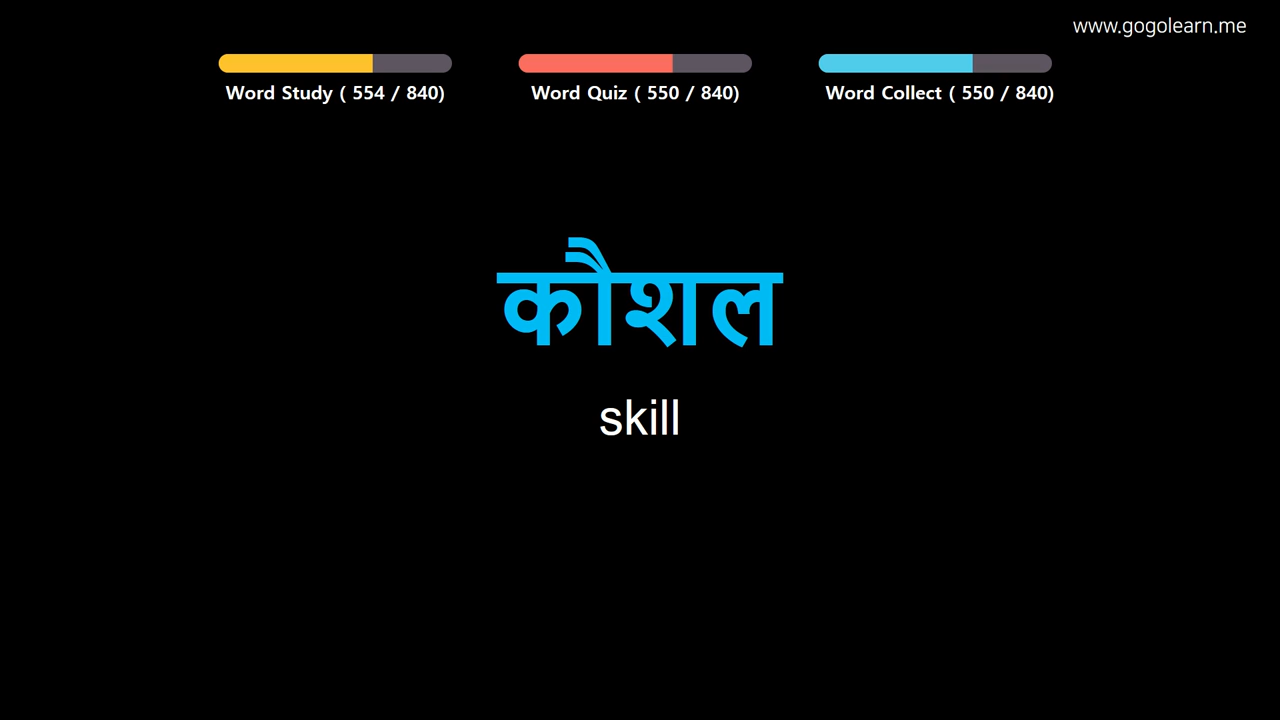 www.gogolearn.me
Word Study ( 554 / 840)
Word Quiz ( 550 / 840)
Word Collect ( 550 / 840)
कौशल
skill